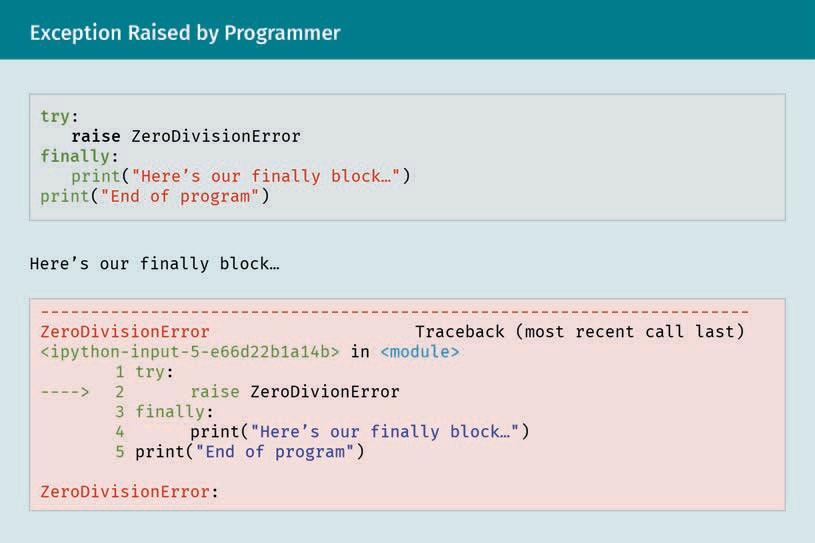 Exception Raised by Programmer
try:
raise ZeroDivisionError
finally:
print("Here’s our finally block…")
print("End of program")
Here’s our finally block…
-----------------------------------------------------------------------
ZeroDivisionError Traceback (most recent call last)
<ipython-input-5-e66d22b1a14b> in <module>
1 try:
----> 2 raise ZeroDivionError
3 finally:
4 print("Here’s our finally block…")
5 print("End of program")
ZeroDivisionError: